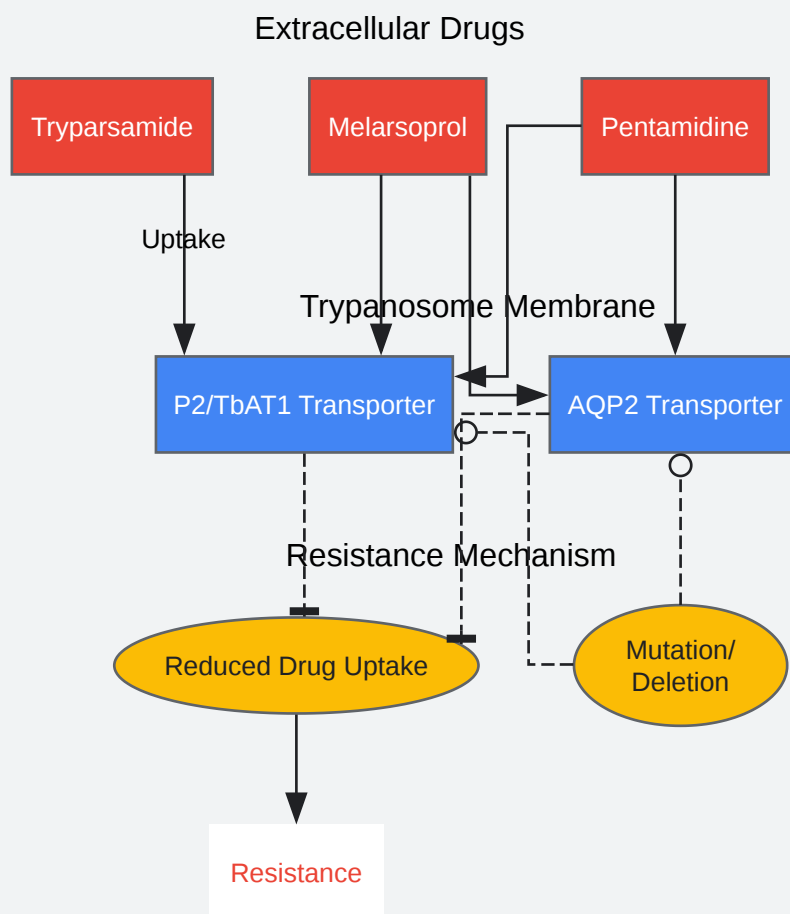 Extracellular Drugs
Tryparsamide
Melarsoprol
Pentamidine
Uptake
Trypanosome Membrane
P2/TbAT1 Transporter
AQP2 Transporter
Resistance Mechanism
Reduced Drug Uptake
Mutation/
Deletion
Resistance